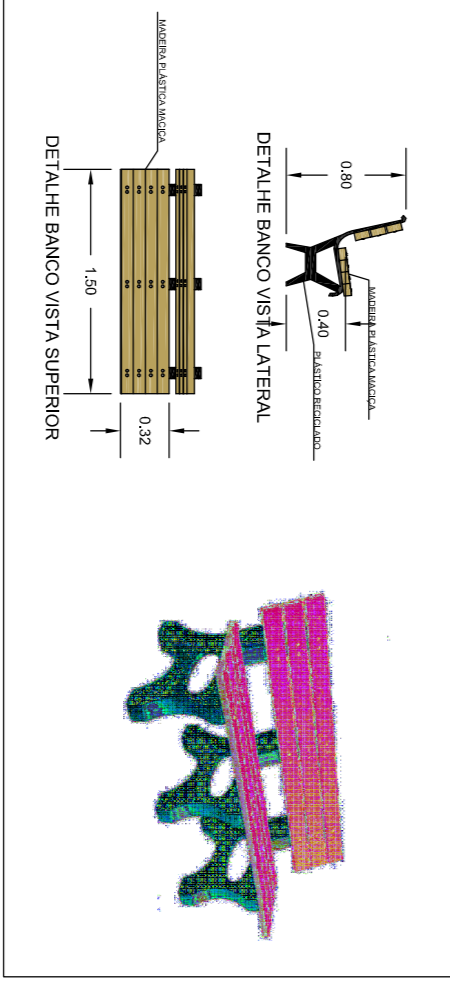 0.80
0.40
MADEIRA PLÁSTICA MACIÇA
PLÁSTICO RECICLADO
DETALHE BANCO VISTA LATERAL
MADEIRA PLÁSTICA MACIÇA
1.50
0.32
DETALHE BANCO VISTA SUPERIOR